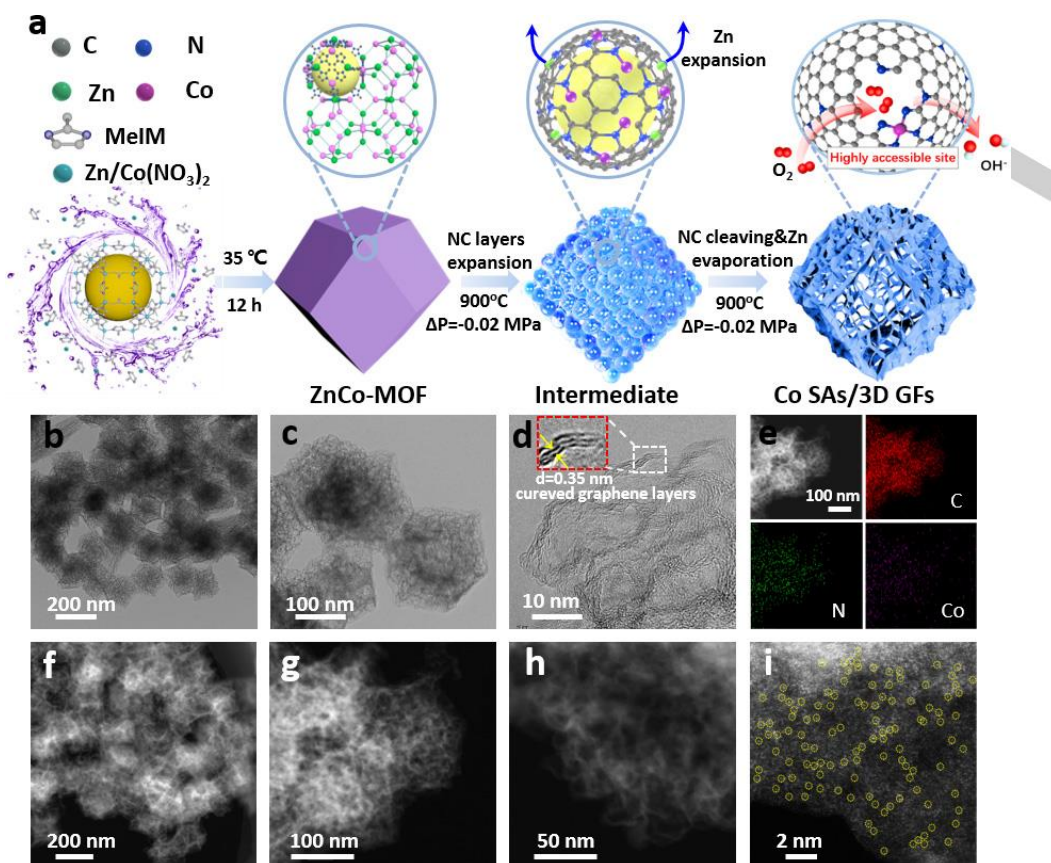 a
C
N
Zn
Co
MeIM
Zn/Co(NO₃)₂
35 ℃
12 h
ZnCo-MOF
NC layers
expansion
900°C
ΔP=-0.02 MPa
Zn
expansion
Intermediate
NC cleaving&Zn
evaporation
900°C
ΔP=-0.02 MPa
O₂
Highly accessible site
OH⁻
Co SAs/3D GFs
b
200 nm
c
100 nm
d
d=0.35 nm
cureved graphene layers
10 nm
e
100 nm
C
N
Co
f
200 nm
g
100 nm
h
50 nm
i
2 nm